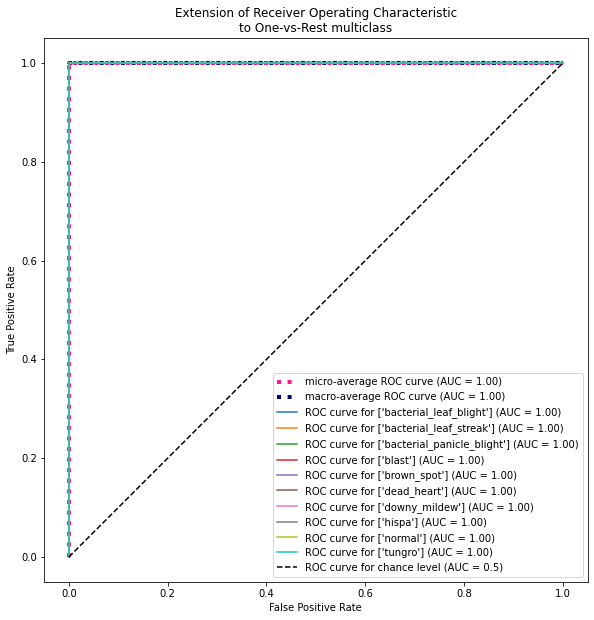 Extension of Receiver Operating Characteristic
to One-vs-Rest multiclass
True Positive Rate
1.0
0.8
0.6
0.4
0.2
0.0
micro-average ROC curve (AUC = 1.00)
macro-average ROC curve (AUC = 1.00)
ROC curve for ['bacterial_leaf_blight'] (AUC = 1.00)
ROC curve for ['bacterial_leaf_streak'] (AUC = 1.00)
ROC curve for ['bacterial_panicle_blight'] (AUC = 1.00)
ROC curve for ['blast'] (AUC = 1.00)
ROC curve for ['brown_spot'] (AUC = 1.00)
ROC curve for ['dead_heart'] (AUC = 1.00)
ROC curve for ['downy_mildew'] (AUC = 1.00)
ROC curve for ['hispa'] (AUC = 1.00)
ROC curve for ['normal'] (AUC = 1.00)
ROC curve for ['tungro'] (AUC = 1.00)
ROC curve for chance level (AUC = 0.5)
0.0 0.2 0.4 0.6 0.8 1.0
False Positive Rate